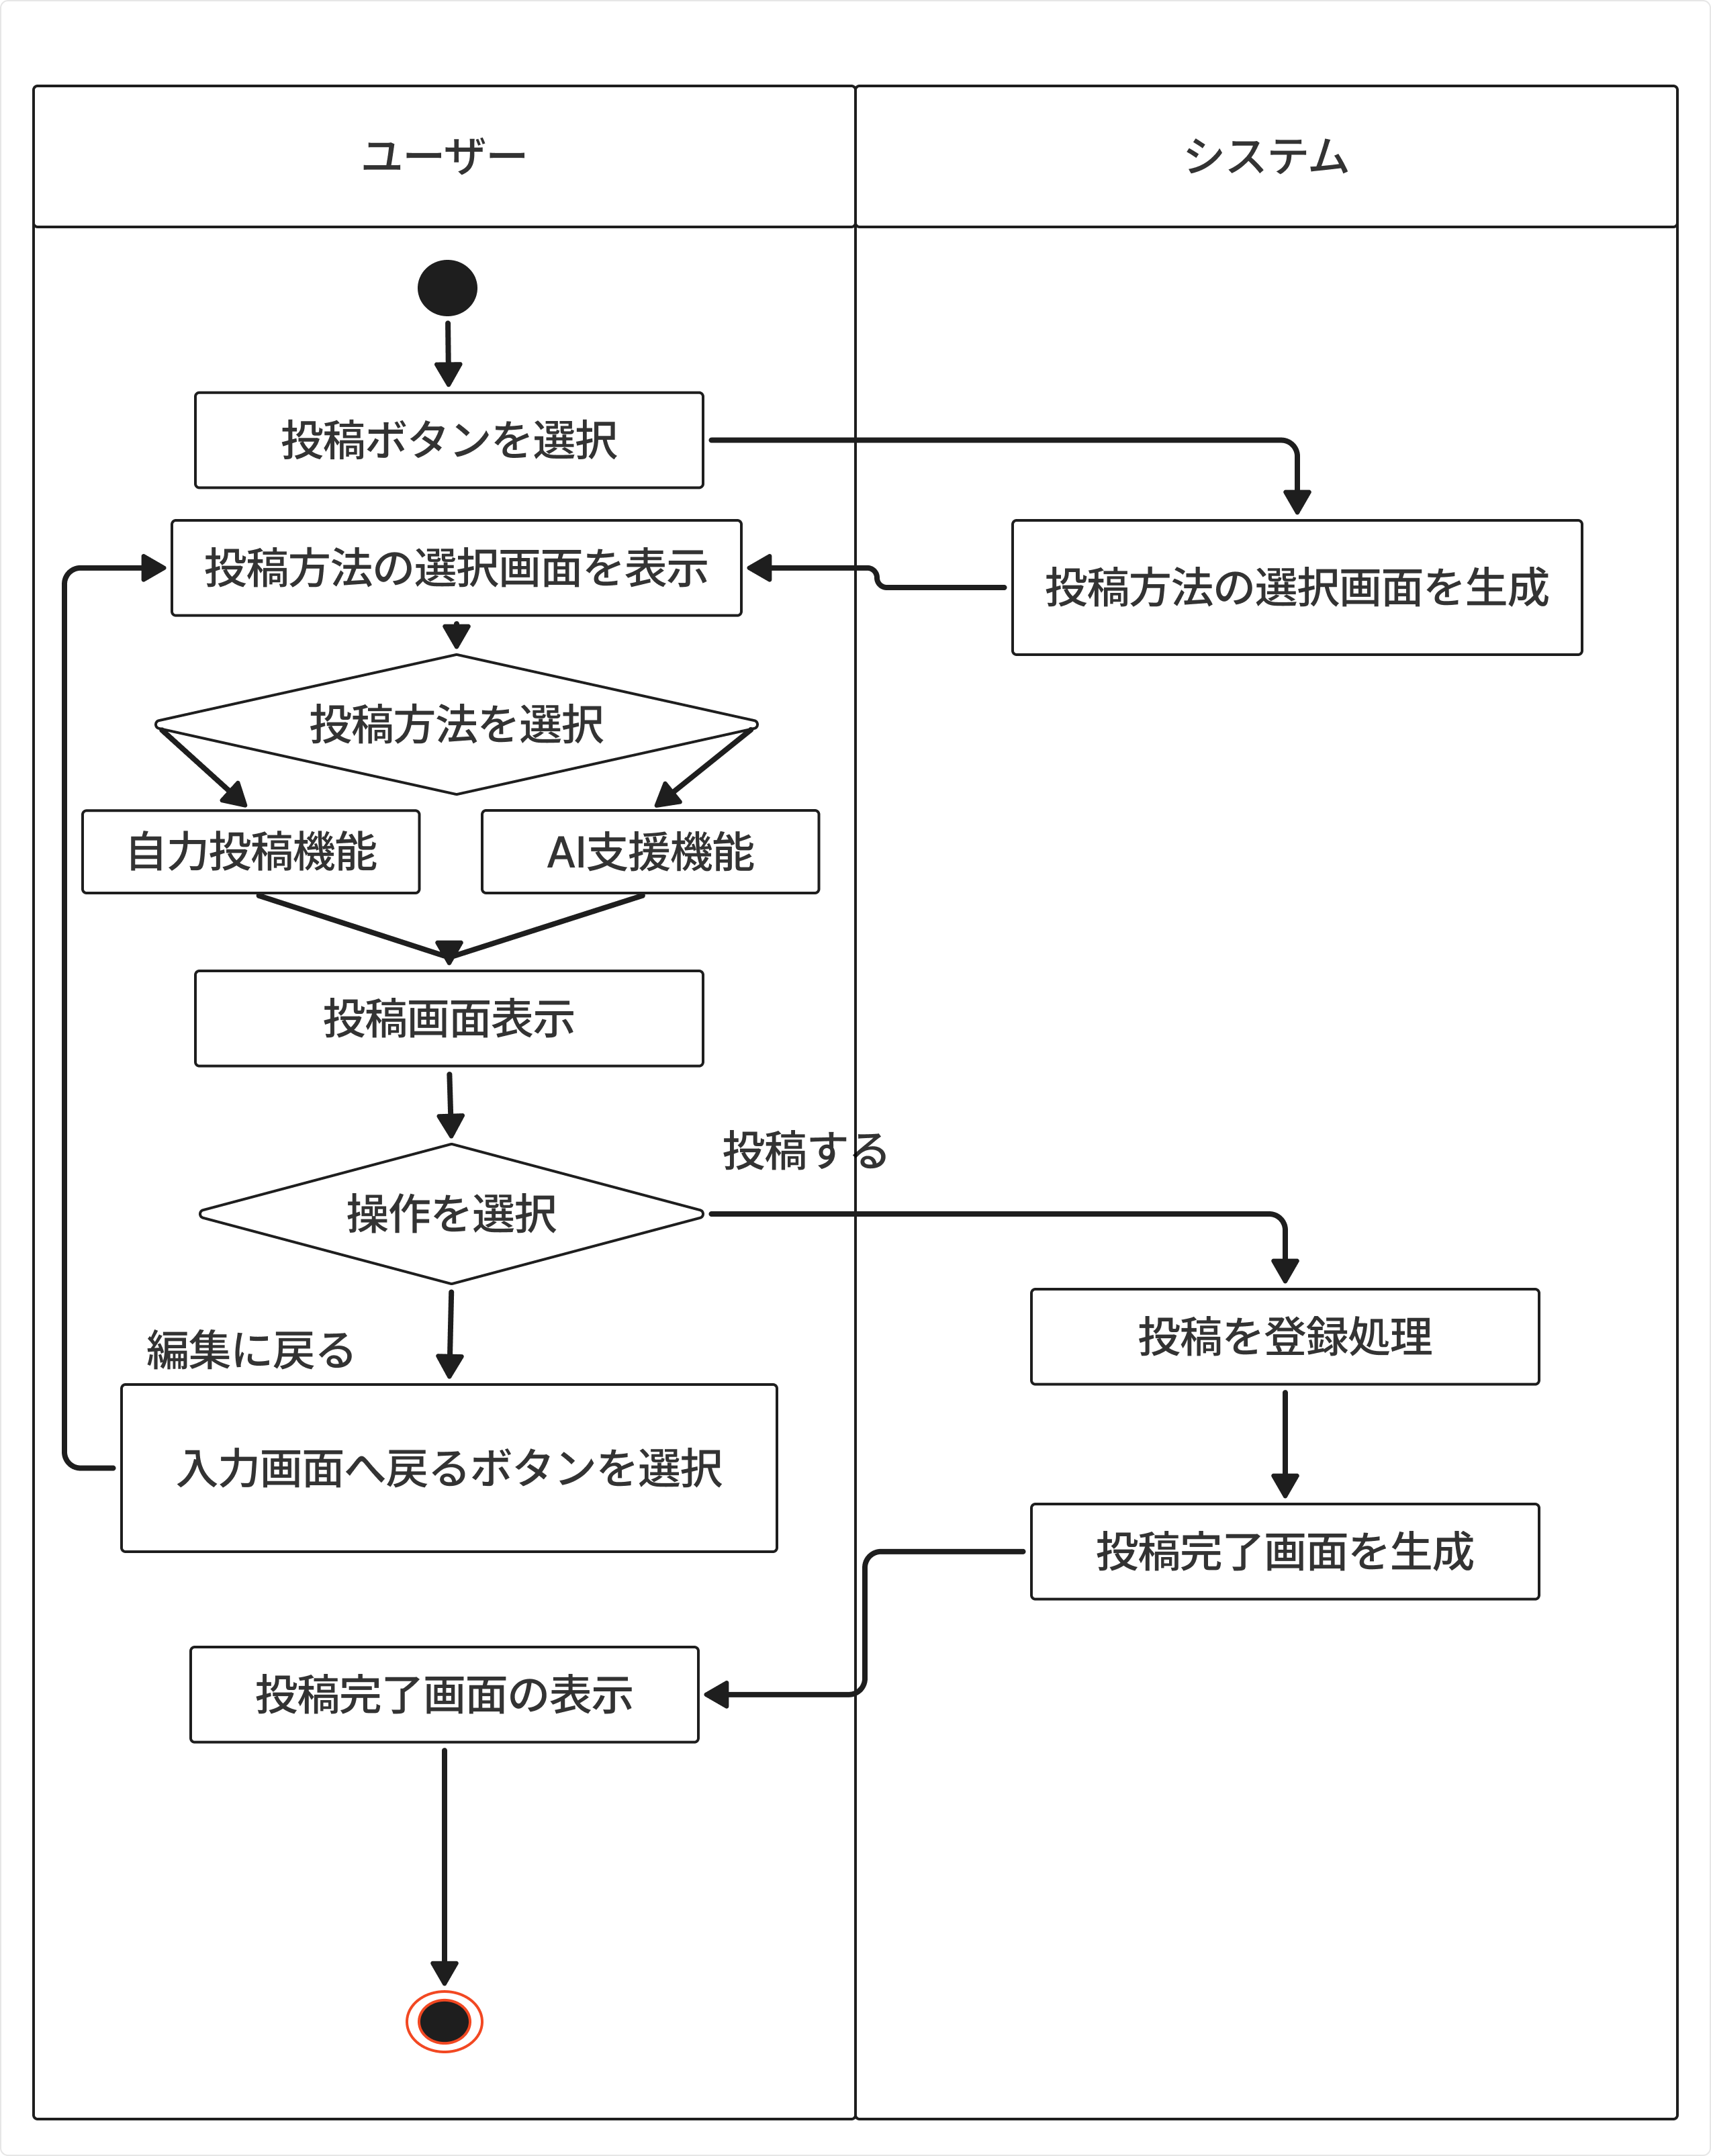 ユーザー
システム
投稿ボタンを選択
投稿方法の選択画面を表示
投稿方法の選択画面を生成
投稿方法を選択
自力投稿機能
AI支援機能
投稿画面表示
投稿する
操作を選択
編集に戻る
投稿を登録処理
入力画面へ戻るボタンを選択
投稿完了画面を生成
投稿完了画面の表示